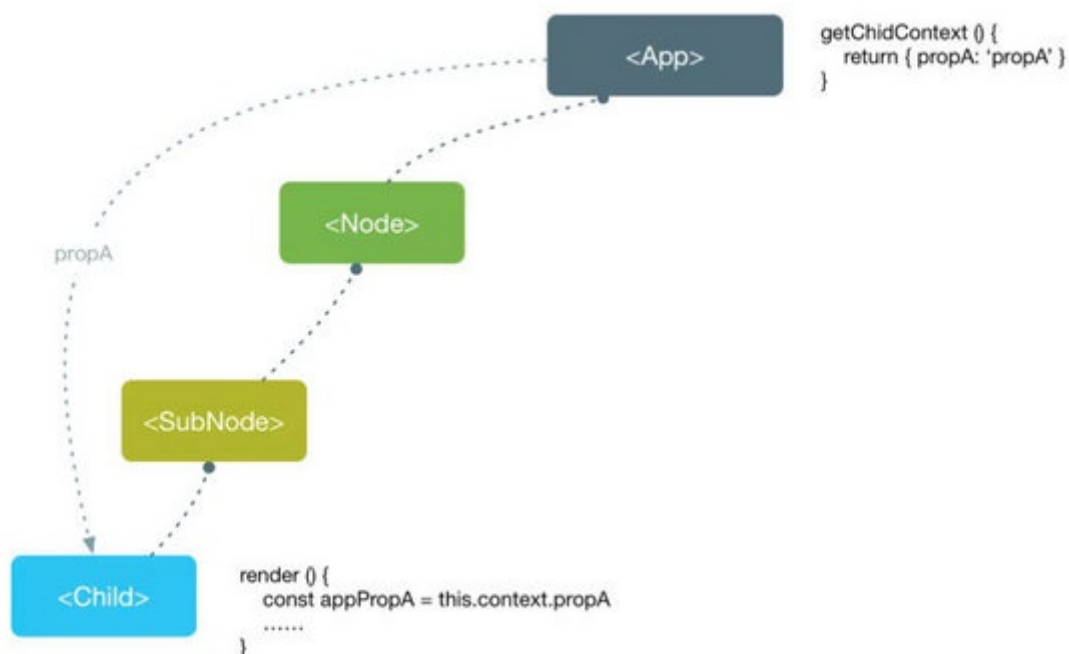 <App>
getChidContext () {
return { propA: ‘propA’ }
}
<Node>
propA
<SubNode>
<Child>
render () {
const appPropA = this.context.propA
......
}